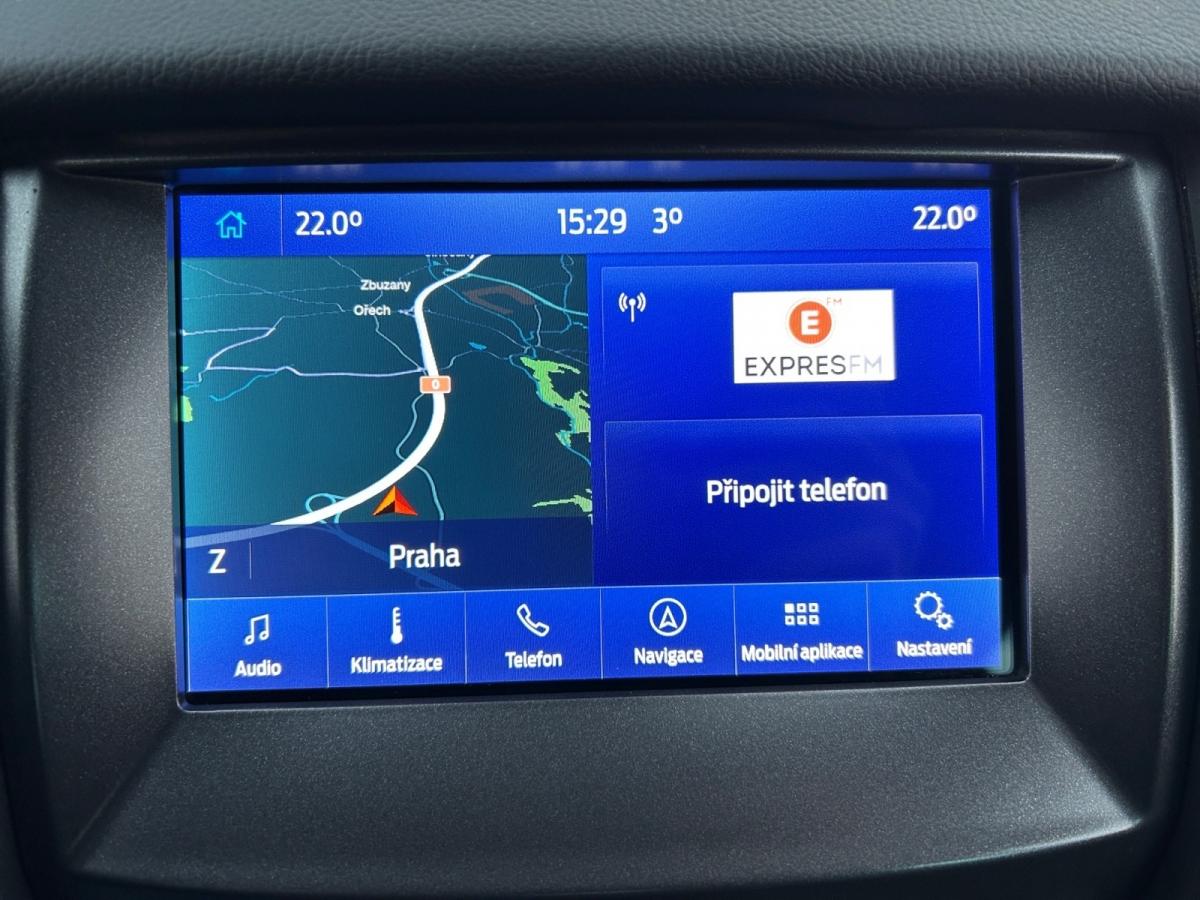 22.0° 15:29 3° 22.0°
Zbuzany
Ořech
0
Z
Praha
E FM
EXPRESFM
Připojit telefon
Audio
Klimatizace
Telefon
Navigace
Mobilní aplikace
Nastavení